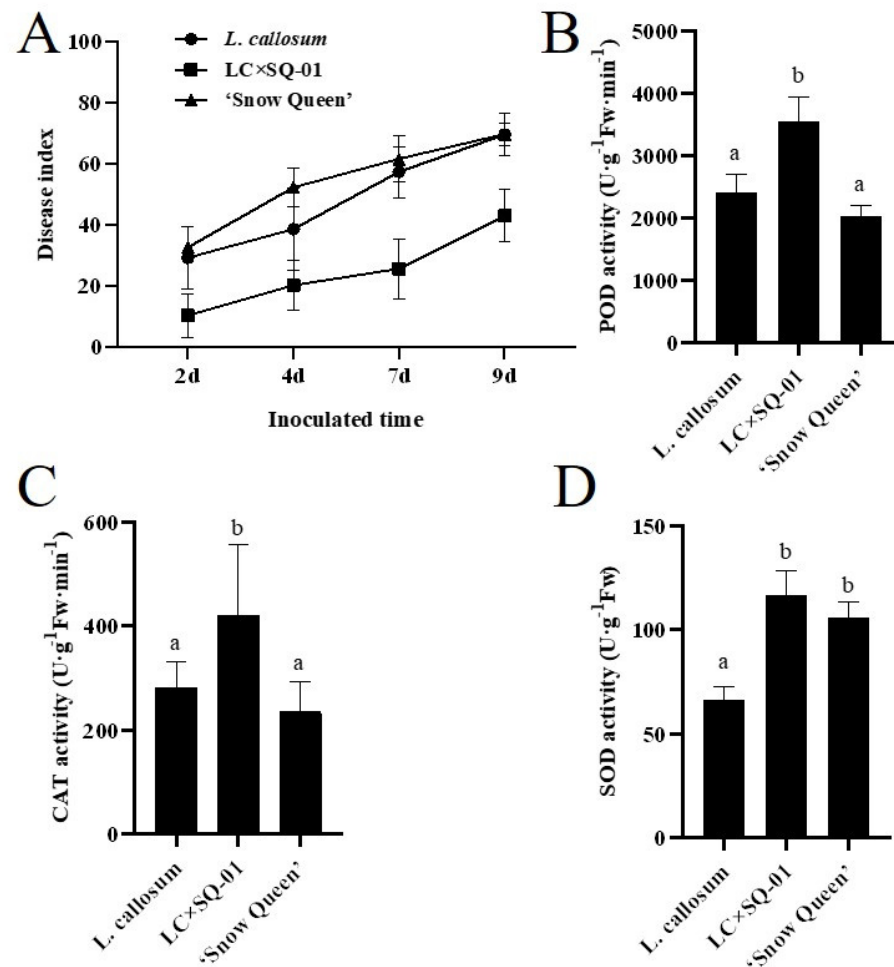 A
100
80
60
40
20
0
Disease index
L. callosum
LC×SQ-01
‘Snow Queen’
2d
4d
7d
9d
Inoculated time
B
5000
4000
3000
2000
1000
0
POD activity (U·g⁻¹Fw·min⁻¹)
a
b
a
L. callosum
LC×SQ-01
‘Snow Queen’
C
600
400
200
0
CAT activity (U·g⁻¹Fw·min⁻¹)
a
b
a
L. callosum
LC×SQ-01
‘Snow Queen’
D
150
100
50
0
SOD activity (U·g⁻¹Fw)
a
b
b
L. callosum
LC×SQ-01
‘Snow Queen’